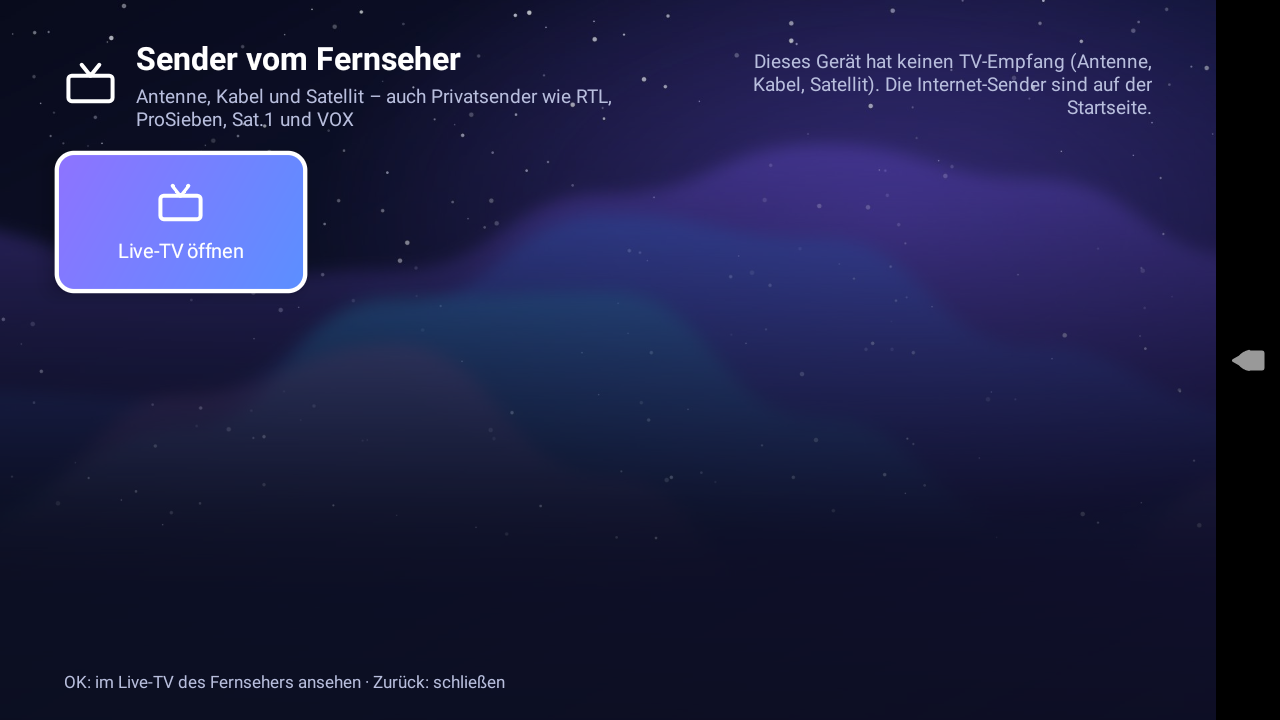 Sender vom Fernseher
Antenne, Kabel und Satellit – auch Privatsender wie RTL,
ProSieben, Sat.1 und VOX
Dieses Gerät hat keinen TV-Empfang (Antenne,
Kabel, Satellit). Die Internet-Sender sind auf der
Startseite.
Live-TV öffnen
OK: im Live-TV des Fernsehers ansehen · Zurück: schließen